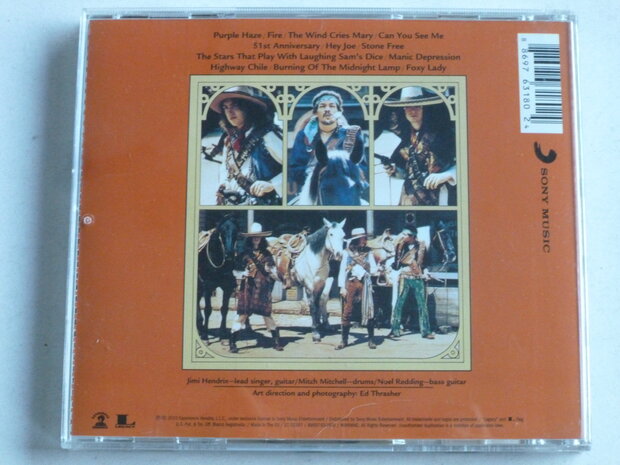 Purple Haze/Fire/The Wind Cries Mary/Can You See Me
51st Anniversary/Hey Joe/Stone Free
The Stars That Play With Laughing Sam's Dice/Manic Depression
Highway Chile/Burning Of The Midnight Lamp/Foxy Lady
8 8697 63180 2 4
SONY MUSIC
Jimi Hendrix—lead singer, guitar/Mitch Mitchell—drums/Noel Redding—bass guitar
Art direction and photography: Ed Thrasher
LEGACY